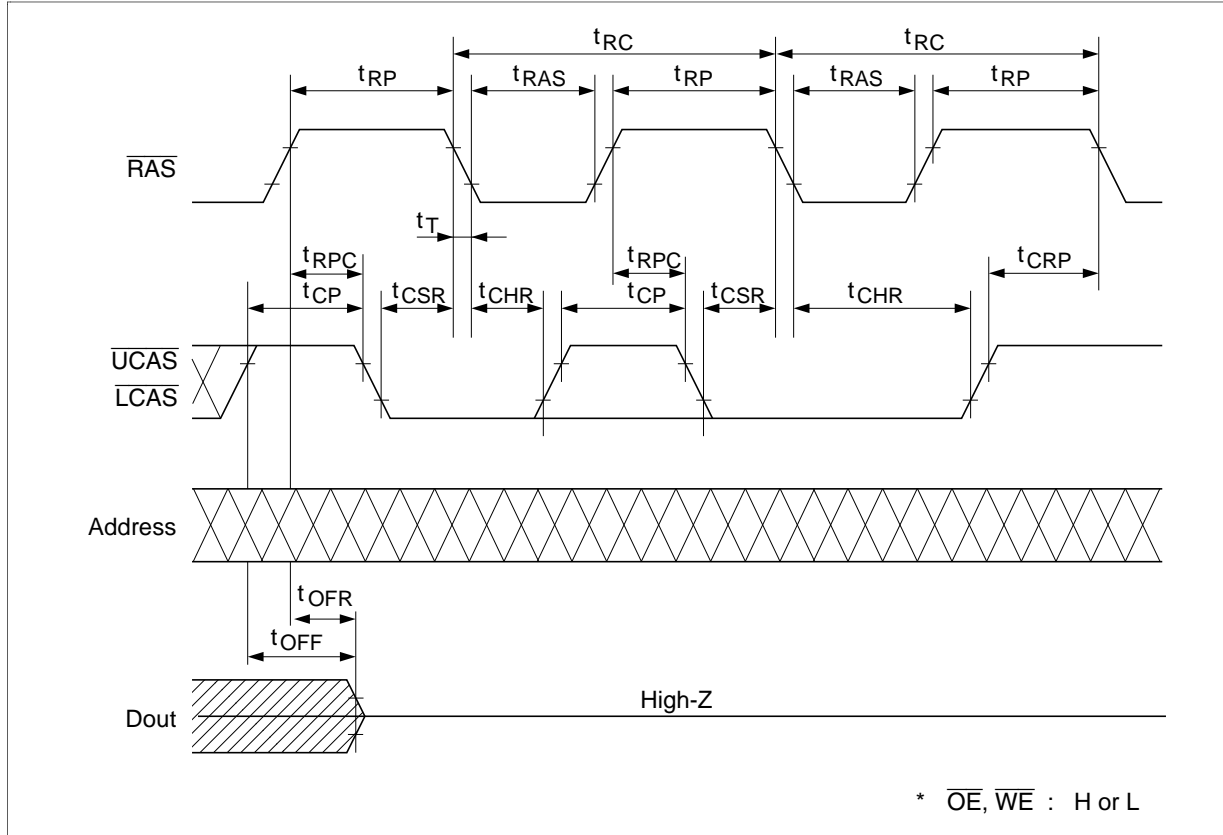 tRC tRC
tRP tRAS tRP tRAS tRP
RAS
tT
tRPC tRPC tCRP
tCP tCSR tCHR tCP tCSR tCHR
UCAS
LCAS
Address
tOFR
tOFF
High-Z
Dout
* OE, WE : H or L